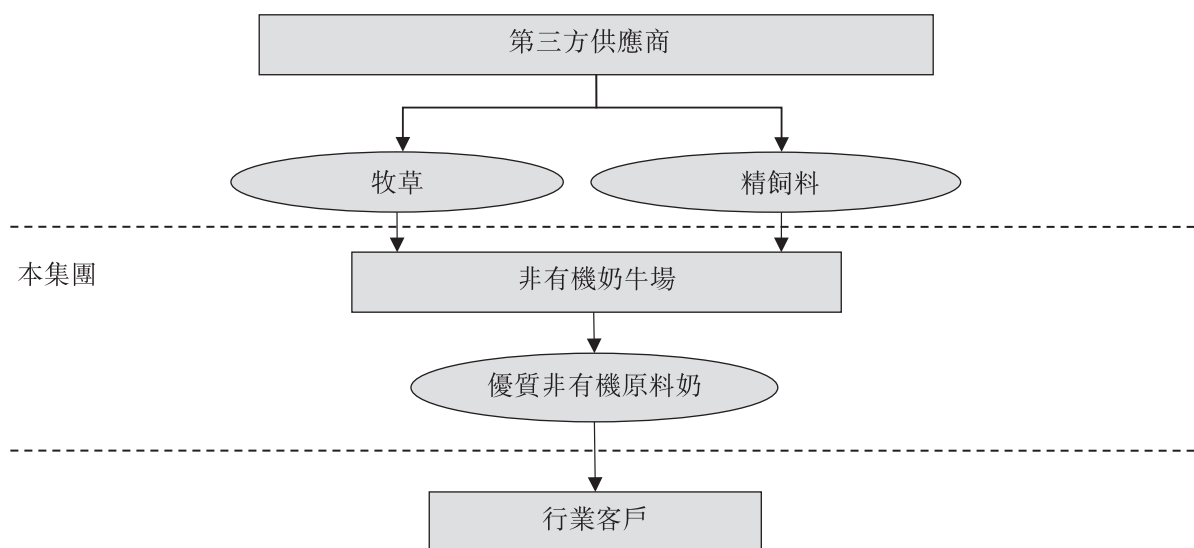 第三方供應商
牧草
精飼料
本集團
非有機奶牛場
優質非有機原料奶
行業客戶